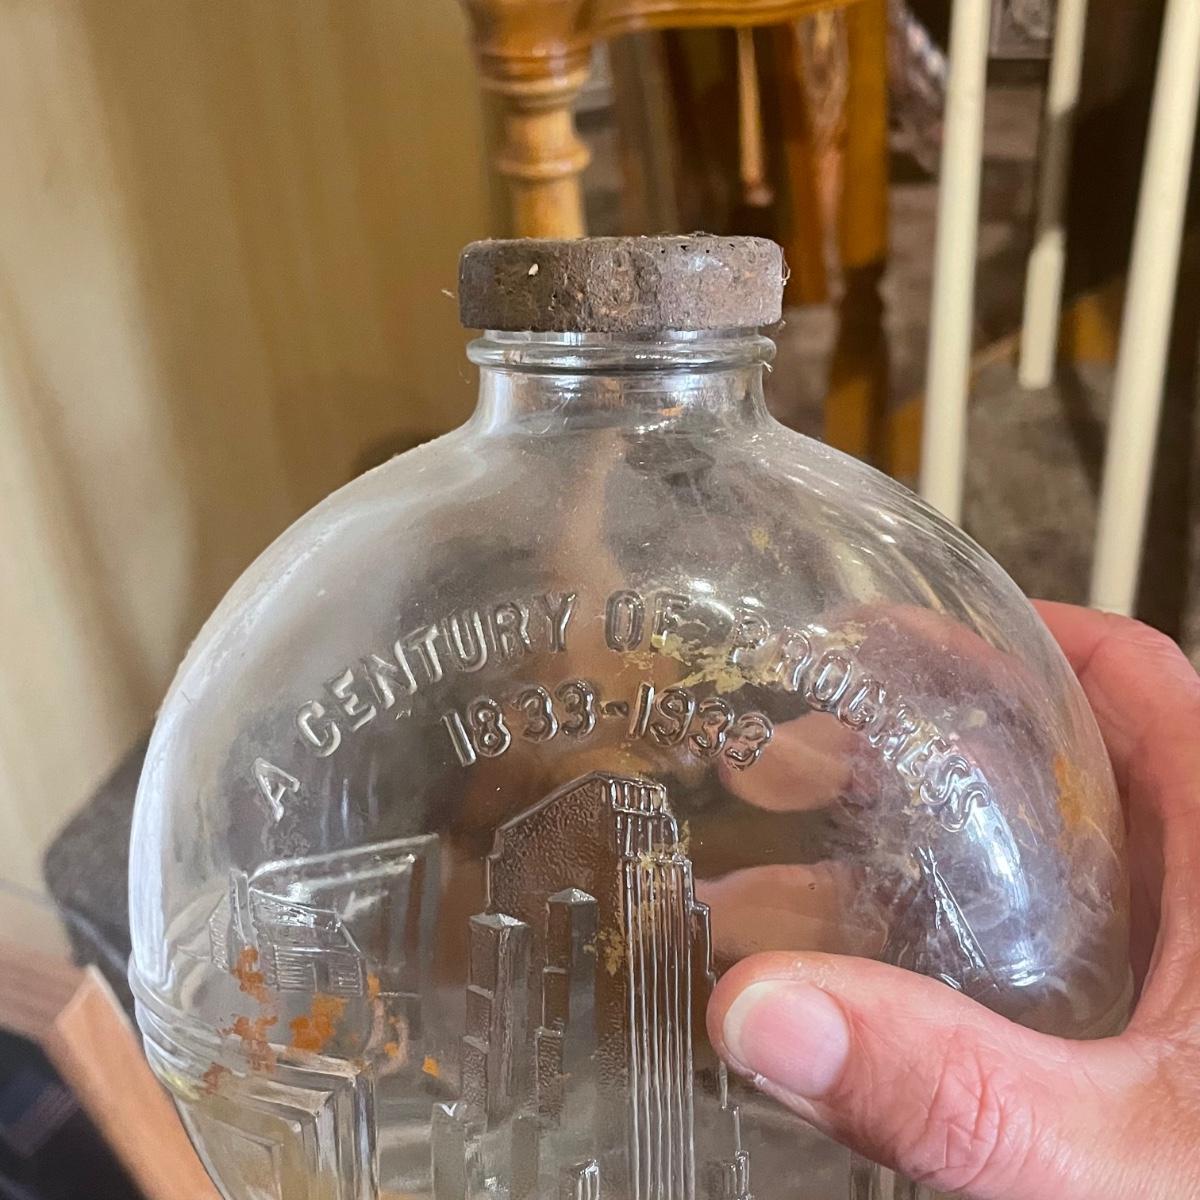 A CENTURY OF PROGRESS
1833-1933